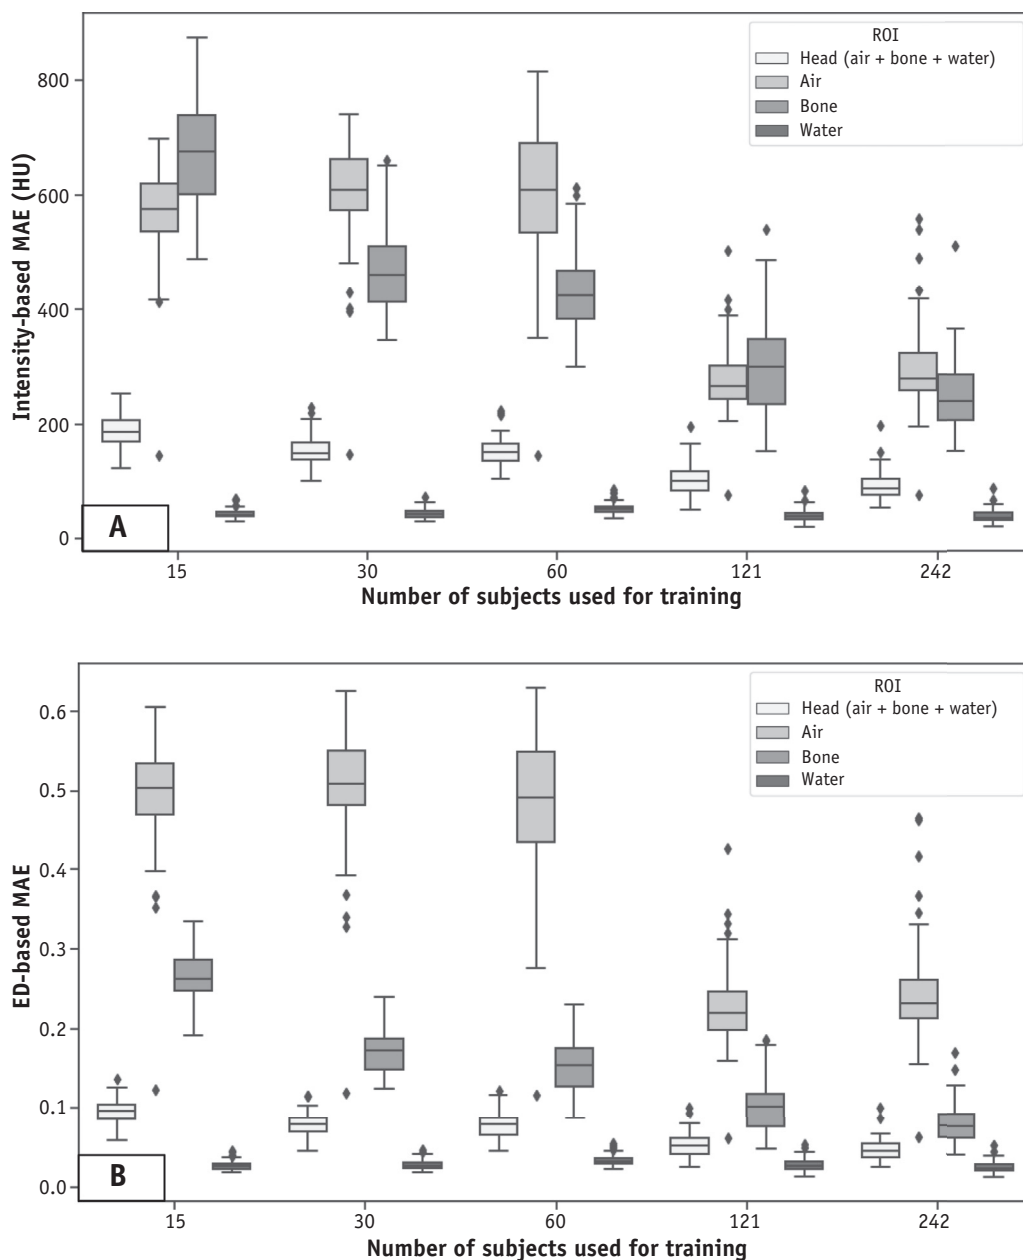 ROI
Head (air + bone + water)
Air
Bone
Water
800
600
400
200
0
Intensity-based MAE (HU)
A
15
30
60
121
242
Number of subjects used for training
ROI
Head (air + bone + water)
Air
Bone
Water
0.6
0.5
0.4
0.3
0.2
0.1
0.0
ED-based MAE
B
15
30
60
121
242
Number of subjects used for training